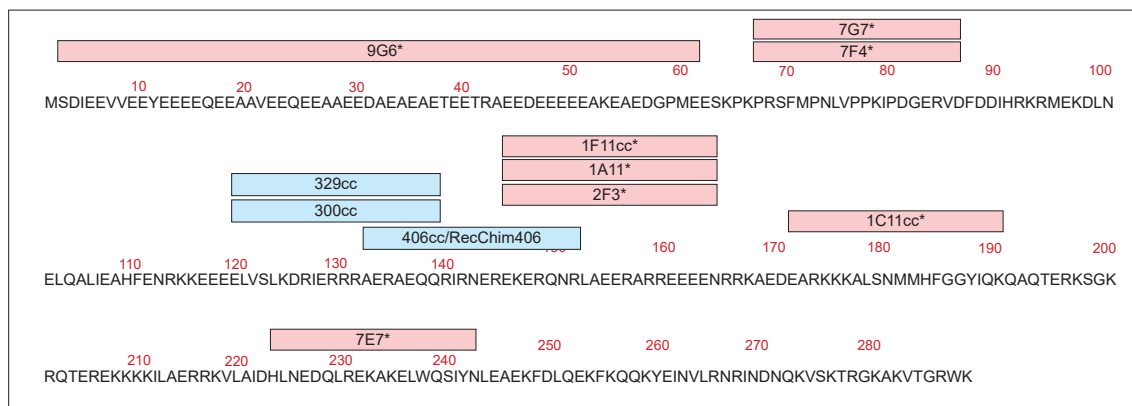 7G7*
9G6* 7F4*
10 20 30 40 50 60 70 80 90 100
MSDIEEVVEEYEEEEQEEAAVEEQEEAAEEDAEAEAETEETRAEEDEEEEEAKEAEDGPMEESKPKPRSFMPNLVPPKIPDGERVDFDDIHRKRMEKDLN
1F11cc*
1A11*
329cc
2F3*
300cc
1C11cc*
406cc/RecChim406
110 120 130 140 150 160 170 180 190 200
ELQALIEAHFENRKKEEEELVSLKDRIERRRAERAEQQRIRNEREKERQNRLAEERARREEEENRRKAEDEARKKKALSNMMHFGGYIQKQAQTERKSGK
7E7*
210 220 230 240 250 260 270 280
RQTEREKKKKILAERRKVLAIDHLNEDQLREKAKELWQSIYNLEAEKFDLQEKFKQQKYEINVLRNRINDNQKVSKTRGKAKVTGRWK